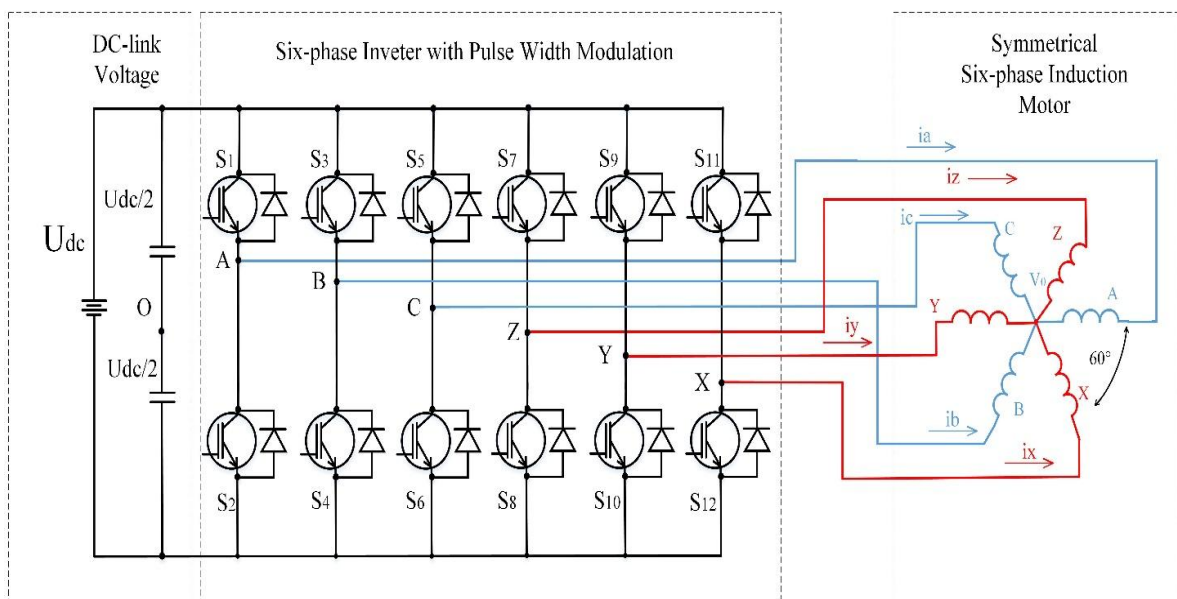 DC-link
Voltage
Six-phase Inveter with Pulse Width Modulation
Symmetrical
Six-phase Induction
Motor
S1
S3
S5
S7
S9
S11
Udc/2
Udc
O
Udc/2
A
B
C
Z
Y
X
S2
S4
S6
S8
S10
S12
ia
iz
ic
iy
ib
ix
C
Z
V0
A
Y
B
X
60°